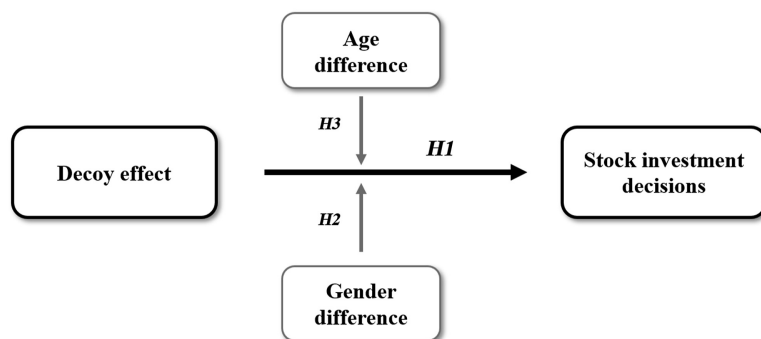 Age
difference
H3
H1
Decoy effect
Stock investment
decisions
H2
Gender
difference